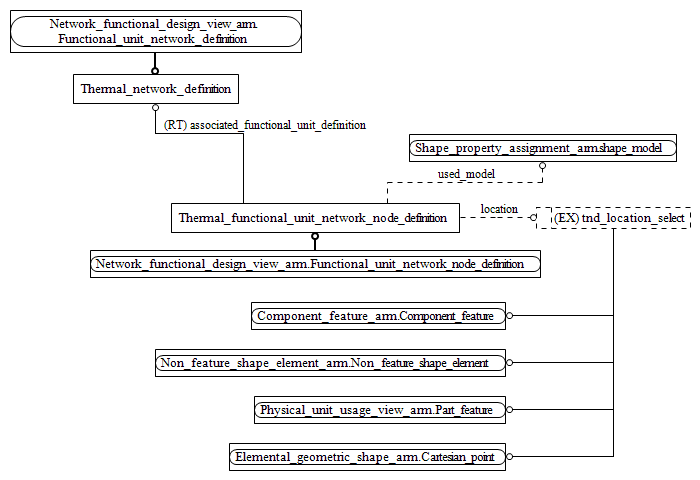 Network_functional_design_view_arm.
Functional_unit_network_definition
Thermal_network_definition
(RT) associated_functional_unit_definition
Shape_property_assignment_arm.shape_model
used_model
Thermal_functional_unit_network_node_definition
location
(EX) tnd_location_select
Network_functional_design_view_arm.Functional_unit_network_node_definition
Component_feature_arm.Component_feature
Non_feature_shape_element_arm.Non_feature_shape_element
Physical_unit_usage_view_arm.Part_feature
Elemental_geometric_shape_arm.Cartesian_point